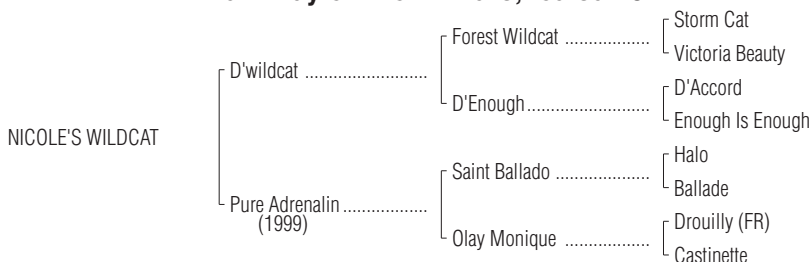 Storm Cat
Forest Wildcat ..................
Victoria Beauty
D'wildcat ..........................
D'Accord
D'Enough..........................
Enough Is Enough
NICOLE'S WILDCAT
Halo
Saint Ballado ....................
Ballade
Pure Adrenalin ..................
(1999)
Drouilly (FR)
Olay Monique ..................
Castinette